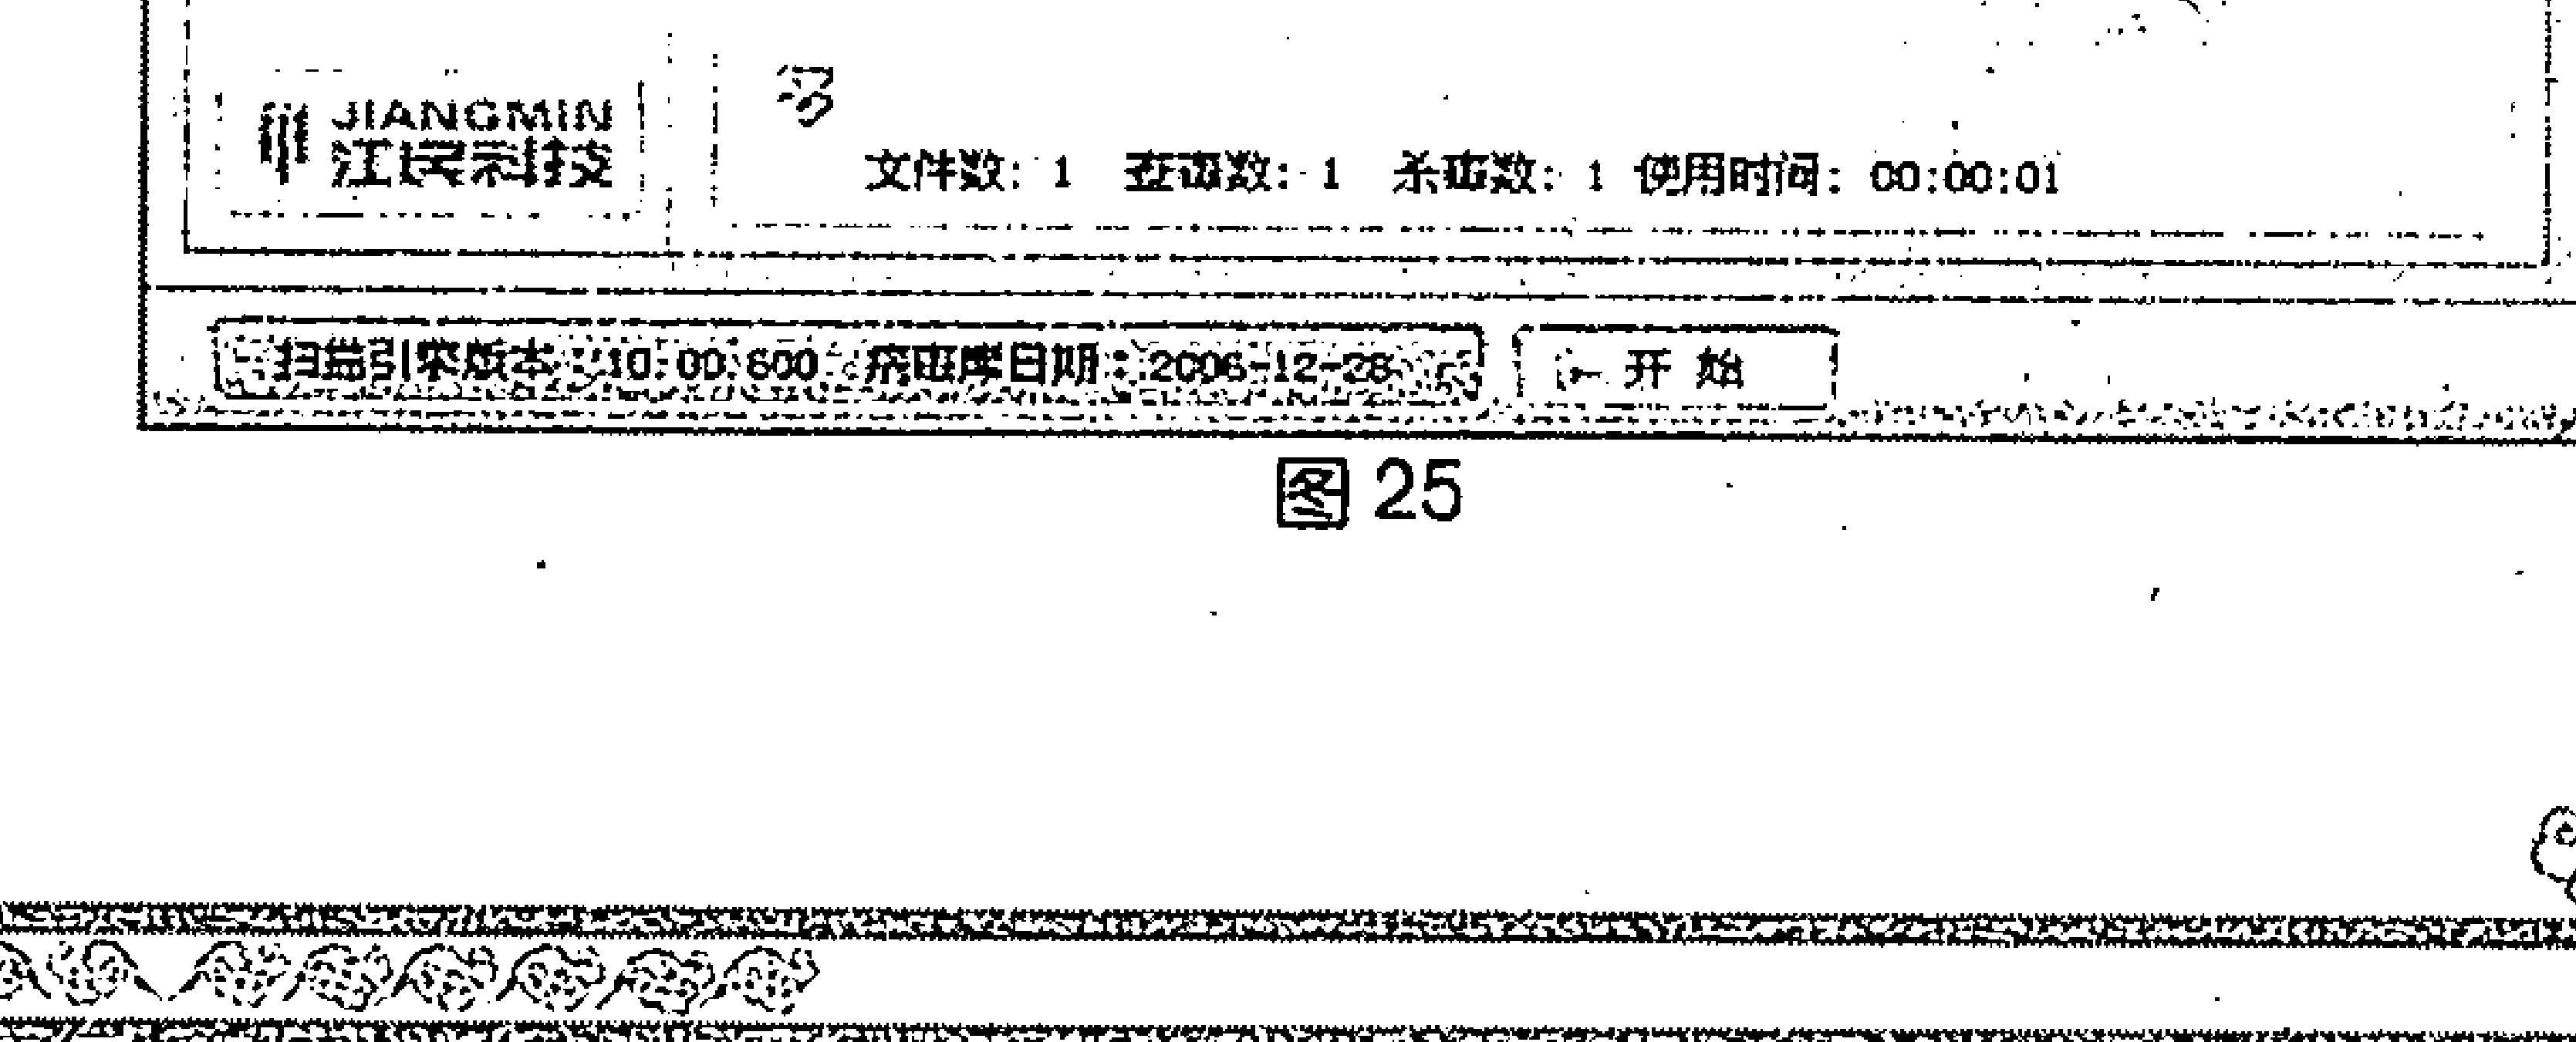 JIANGMIN
江民科技
文件数: 1 查毒数: 1 杀毒数: 1 使用时间: 00:00:01
扫描引擎版本: 10.00.600 病毒库日期: 2006-12-28
开 始
图 25